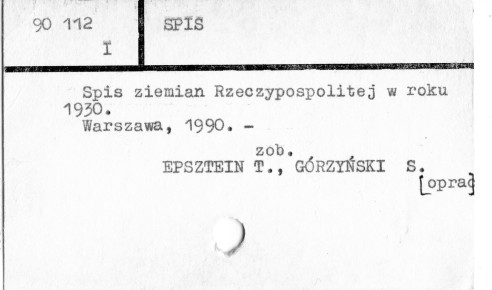 90 112 SPIS
I
Spis ziemian Rzeczypospolitej w roku
1930.
Warszawa, 1990. -
zob.
EPSZTEIN T., GÓRZYŃSKI S.
[oprac